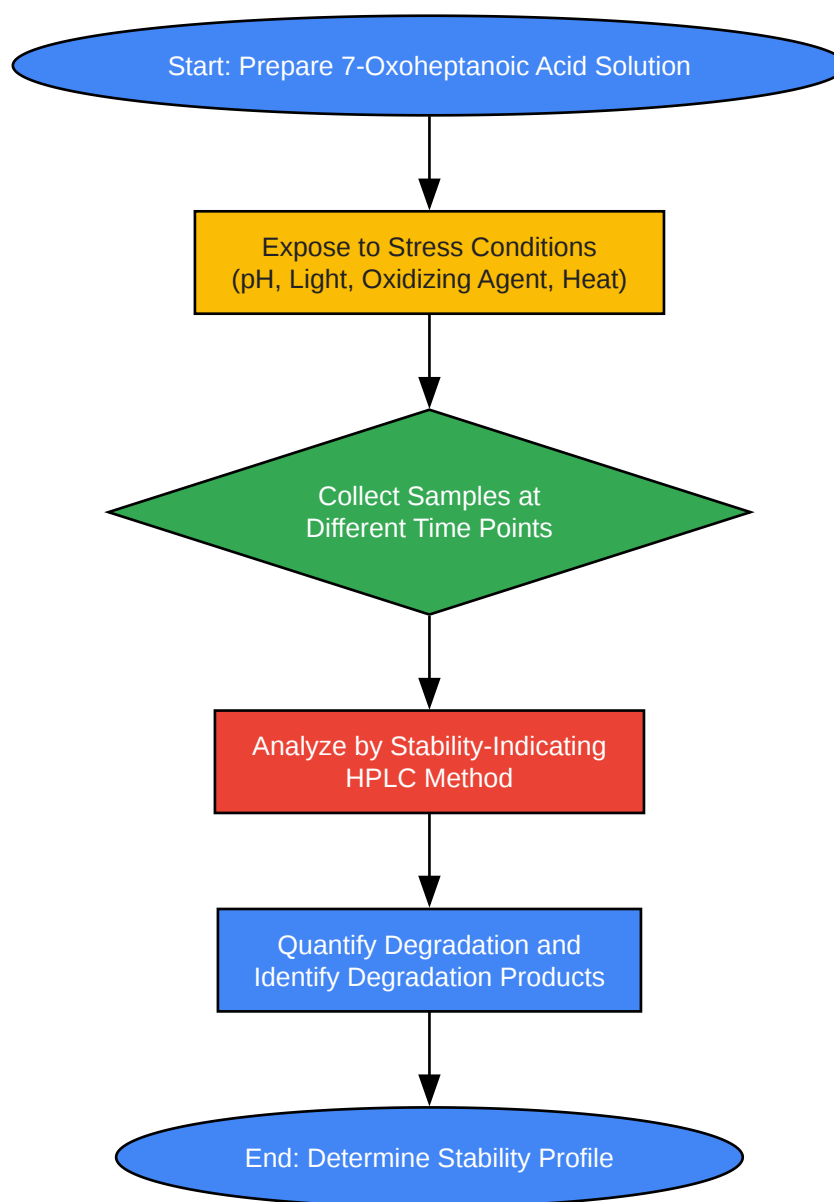 Start: Prepare 7-Oxoheptanoic Acid Solution
Expose to Stress Conditions
(pH, Light, Oxidizing Agent, Heat)
Collect Samples at
Different Time Points
Analyze by Stability-Indicating
HPLC Method
Quantify Degradation and
Identify Degradation Products
End: Determine Stability Profile